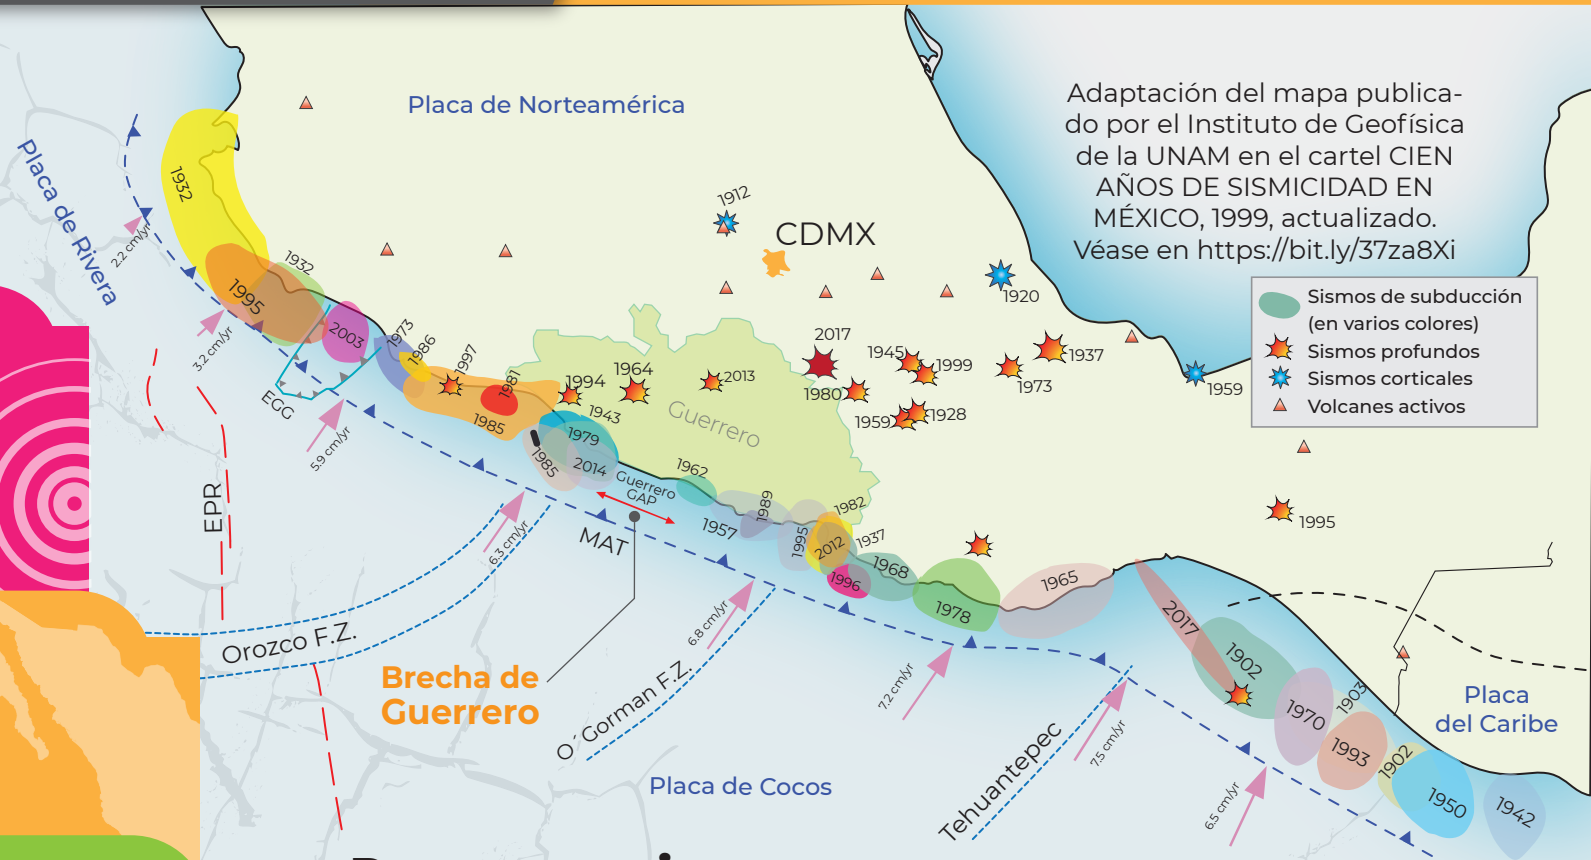 Placa de Norteamérica
Adaptación del mapa publica-
do por el Instituto de Geofísica
de la UNAM en el cartel CIEN
AÑOS DE SISMICIDAD EN
MÉXICO, 1999, actualizado.
Véase en https://bit.ly/37za8Xi
Sismos de subducción
(en varios colores)
Sismos profundos
Sismos corticales
Volcanes activos
Placa de Rivera
1932
2.2 cm/yr
1912
CDMX
1920
1932
1995
3.2 cm/yr
2003
1973
1986
1997
1981
1985
1994
1964
2013
2017
1945
1999
1980
1959
1928
1973
1937
1959
1995
EGG
5.9 cm/yr
1943
1979
2014
1985
Guerrero
Guerrero
GAP
1962
1957
1989
1995
1982
2012
1937
1996
1968
1978
1965
EPR
6.3 cm/yr
MAT
Orozco F.Z.
Brecha de
Guerrero
6.8 cm/yr
O´Gorman F.Z.
7.2 cm/yr
Placa de Cocos
Tehuantepec
7.5 cm/yr
2017
1902
1970
1903
1993
1902
1950
1942
6.5 cm/yr
Placa
del Caribe